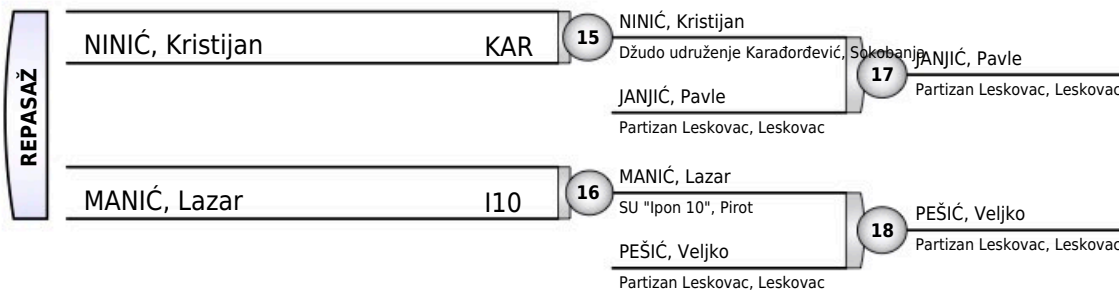 REPASAŽ
NINIĆ, Kristijan KAR
15
NINIĆ, Kristijan
Džudo udruženje Karađorđević, Sokobanja
JANJIĆ, Pavle
Partizan Leskovac, Leskovac
17
JANJIĆ, Pavle
Partizan Leskovac, Leskovac
MANIĆ, Lazar I10
16
MANIĆ, Lazar
SU "Ipon 10", Pirot
PEŠIĆ, Veljko
Partizan Leskovac, Leskovac
18
PEŠIĆ, Veljko
Partizan Leskovac, Leskovac